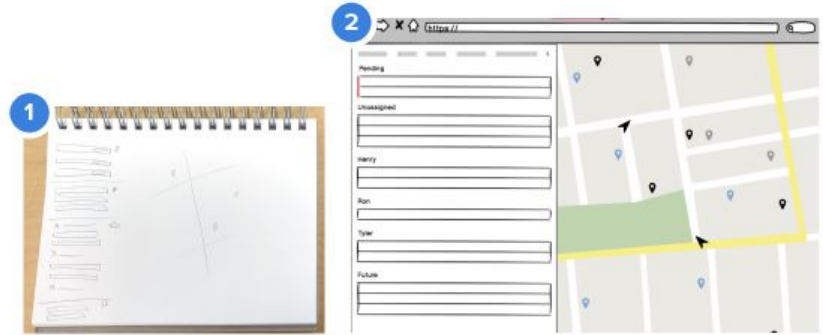 1
2
https://
Pending
Unassigned
Henry
Ron
Tyler
Future